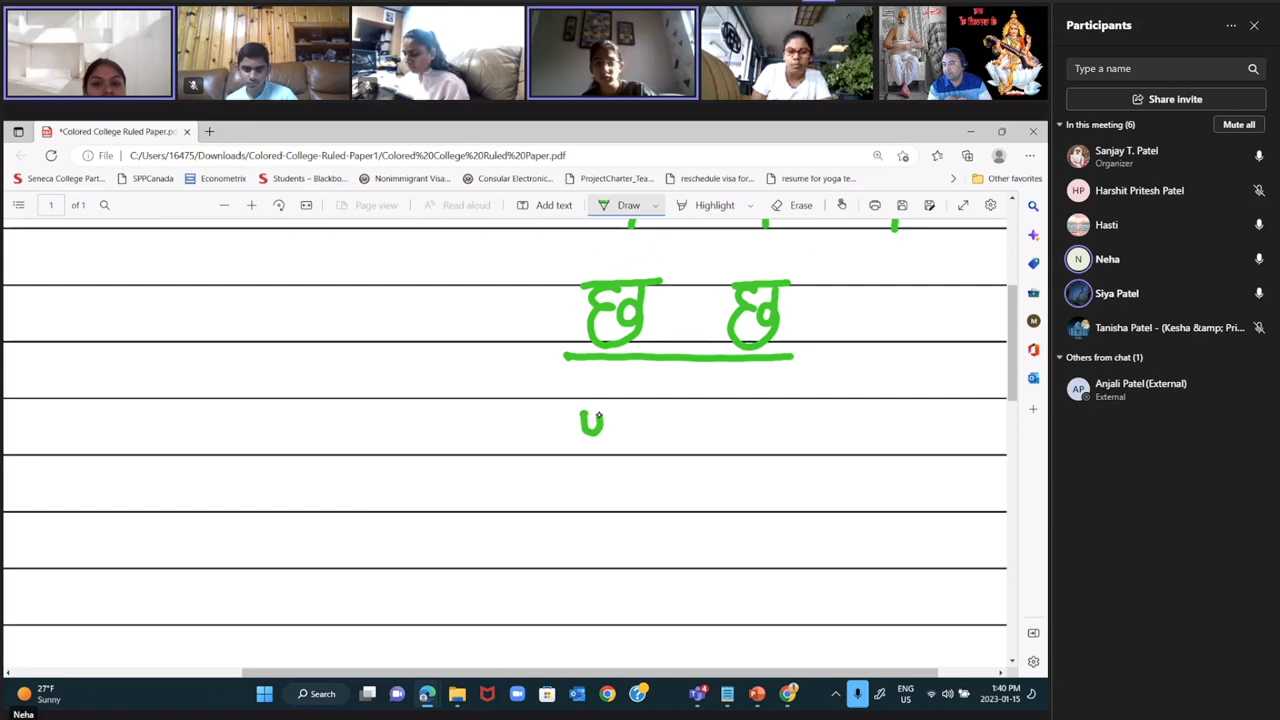 Participants
Type a name
Share invite
In this meeting (6)
Mute all
Sanjay T. Patel
Organizer
HP
Harshit Pritesh Patel
Hasti
N
Neha
Siya Patel
Tanisha Patel - (Kesha &amp; Pri...
Others from chat (1)
AP
Anjali Patel (External)
External
*Colored College Ruled Paper.pd
File
C:/Users/16475/Downloads/Colored-College-Ruled-Paper1/Colored%20College%20Ruled%20Paper.pdf
Seneca College Part...
SPPCanada
Econometrix
Students – Blackbo...
Nonimmigrant Visa...
Consular Electronic...
ProjectCharter_Tea...
reschedule visa for...
resume for yoga te...
Other favorites
1
of 1
Page view
Read aloud
Add text
Draw
Highlight
Erase
M
27°F
Sunny
Search
ENG
US
1:40 PM
2023-01-15
Neha